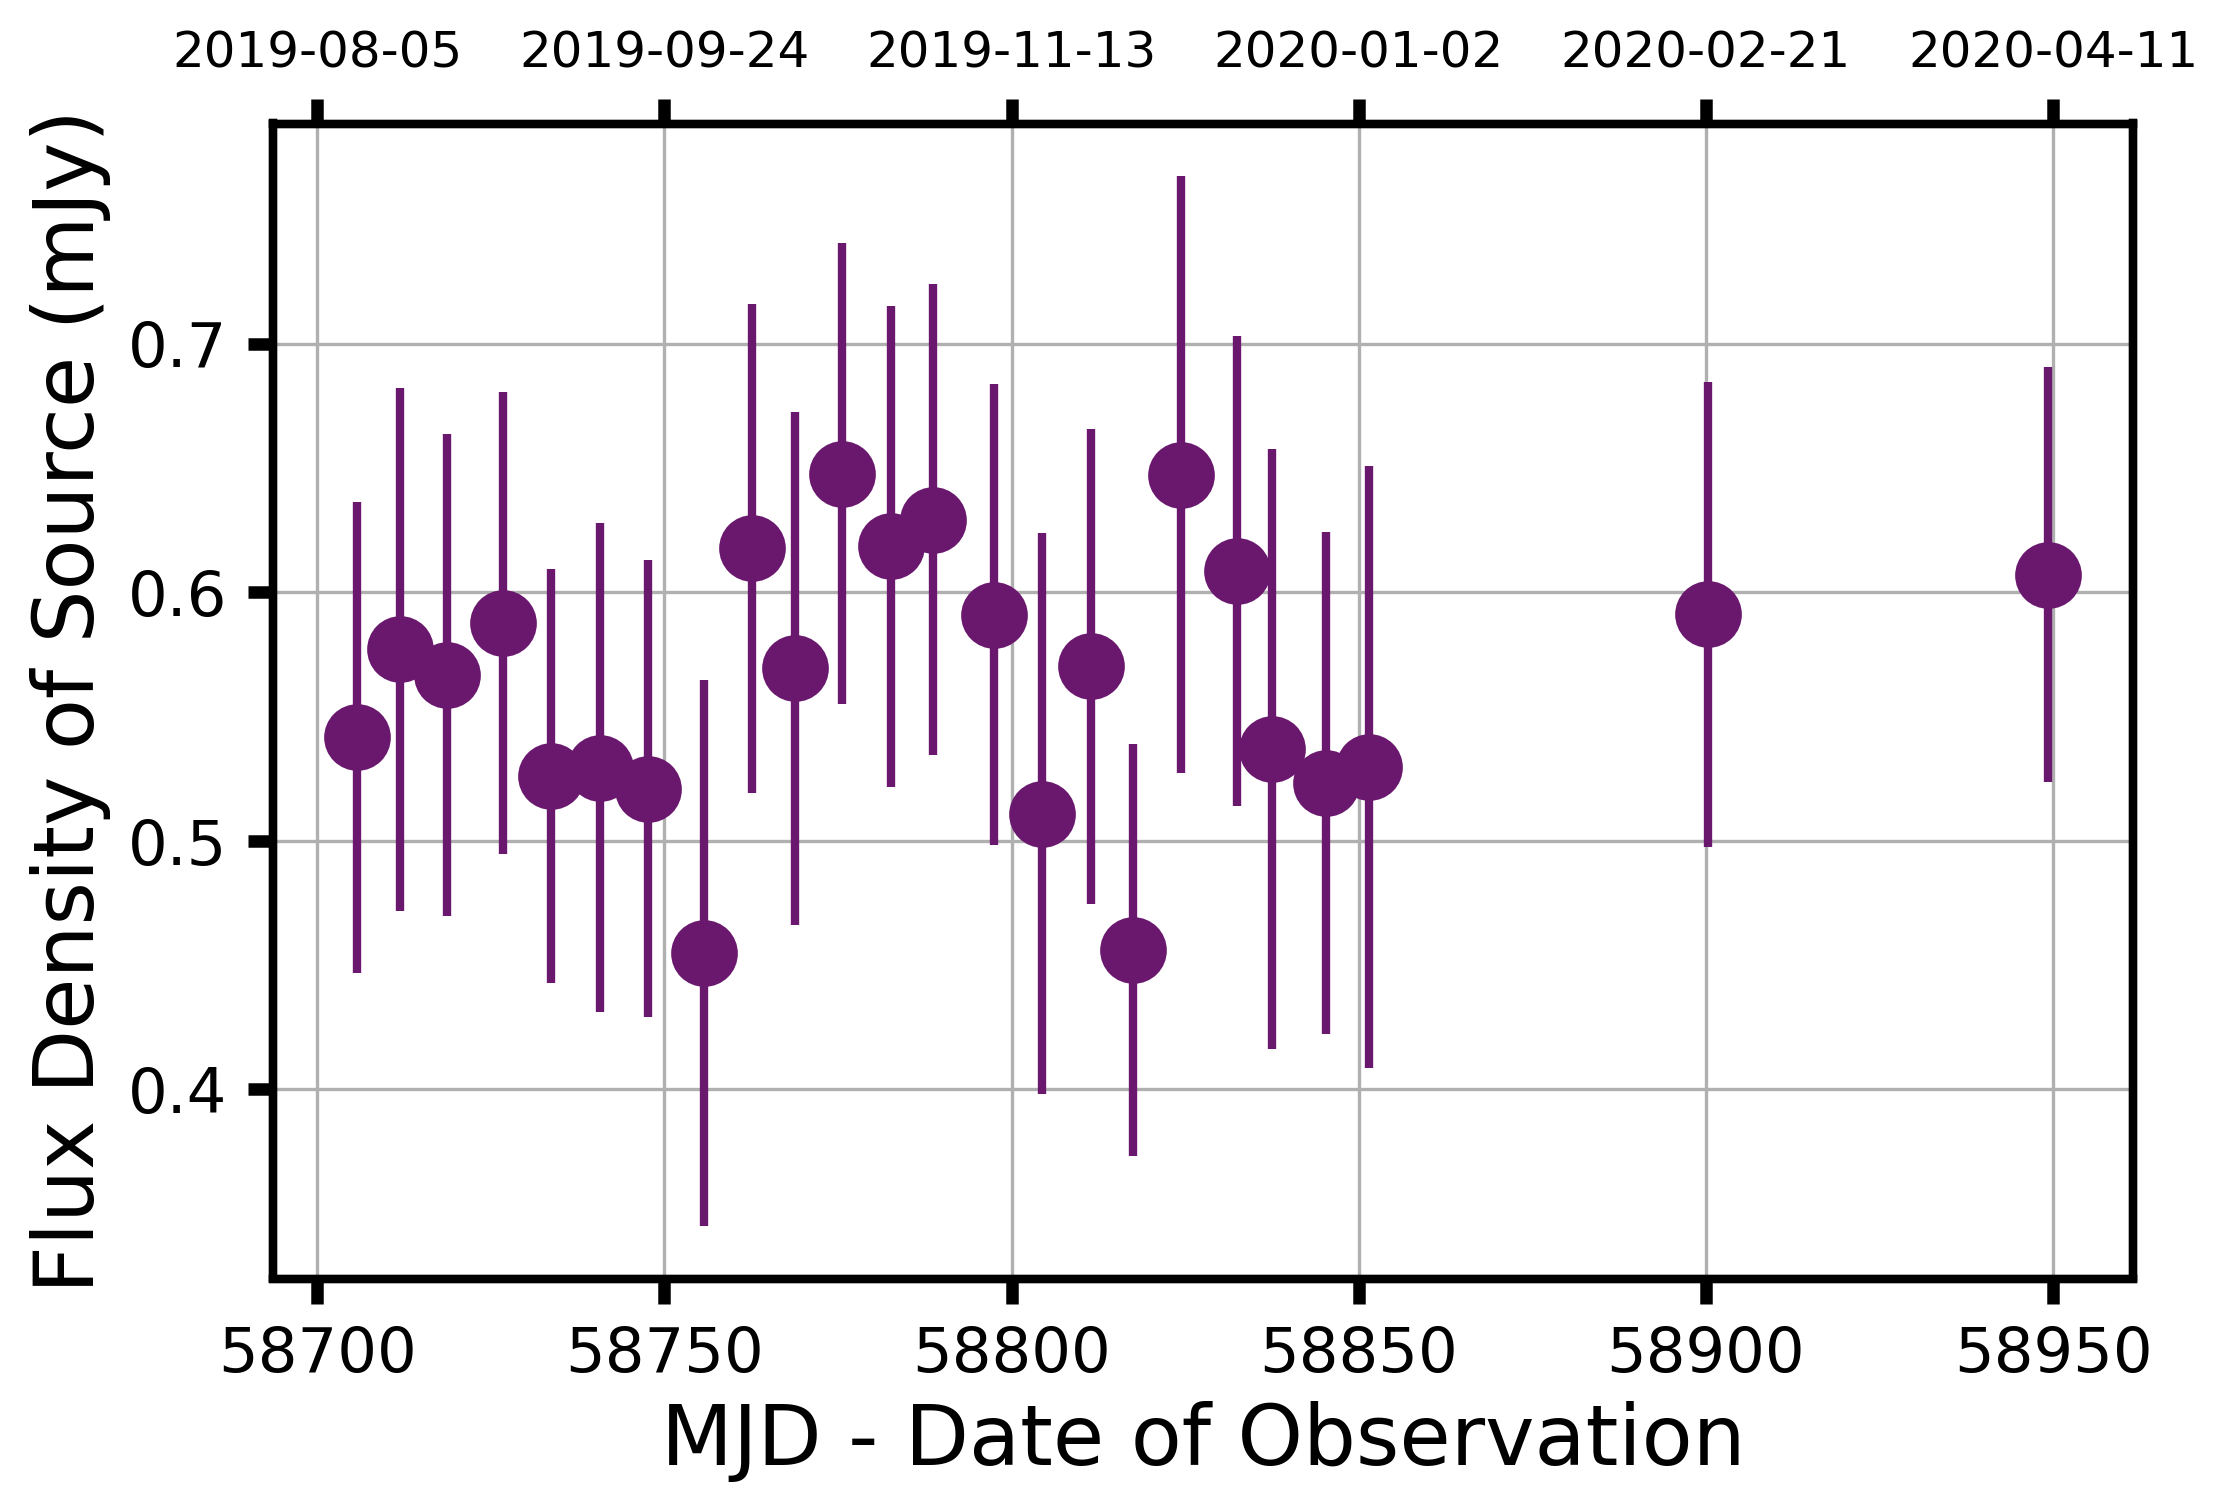 2019-08-05 2019-09-24 2019-11-13 2020-01-02 2020-02-21 2020-04-11
Flux Density of Source (mJy)
0.7
0.6
0.5
0.4
58700 58750 58800 58850 58900 58950
MJD - Date of Observation